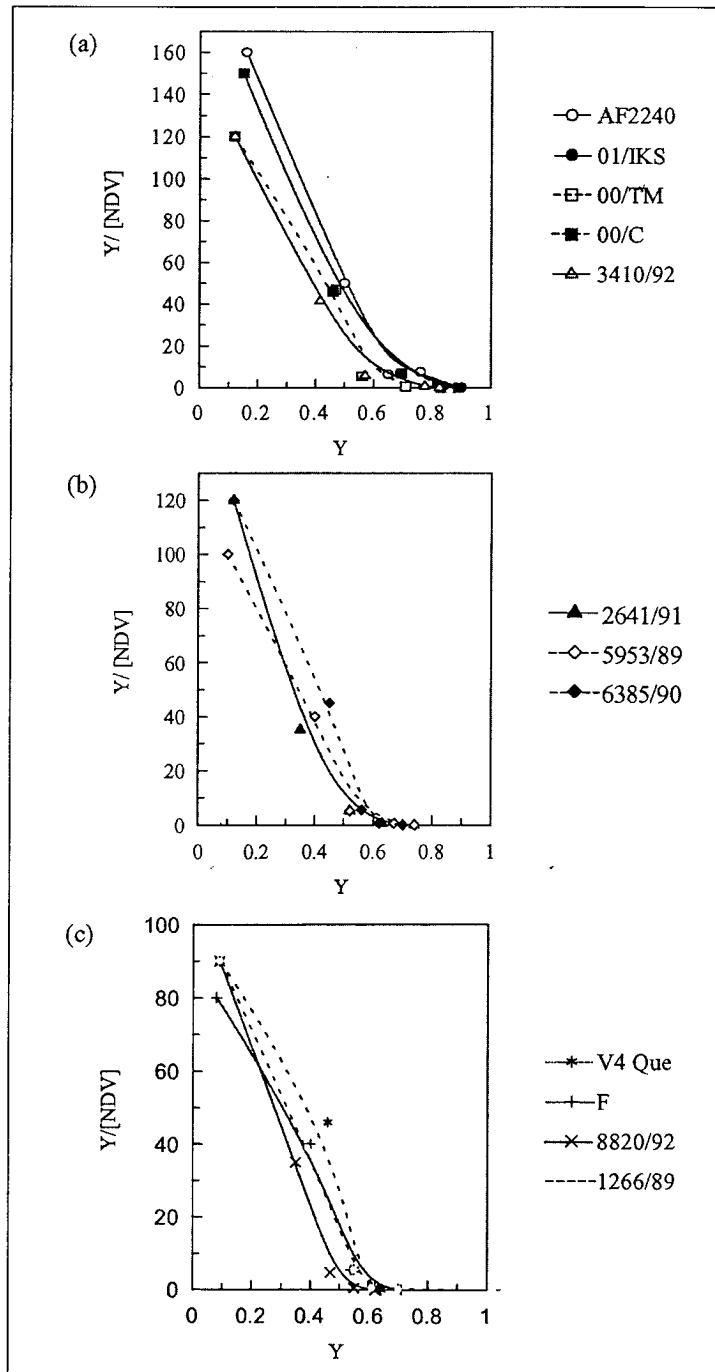 (a)
160
140
120
100
80
60
40
20
0
Y/ [NDV]
0 0.2 0.4 0.6 0.8 1
Y
AF2240
01/IKS
00/TM
00/C
3410/92
(b)
120
100
80
60
40
20
0
Y/ [NDV]
0 0.2 0.4 0.6 0.8 1
Y
2641/91
5953/89
6385/90
(c)
100
80
60
40
20
0
Y/[NDV]
0 0.2 0.4 0.6 0.8 1
Y
V4 Que
F
8820/92
1266/89